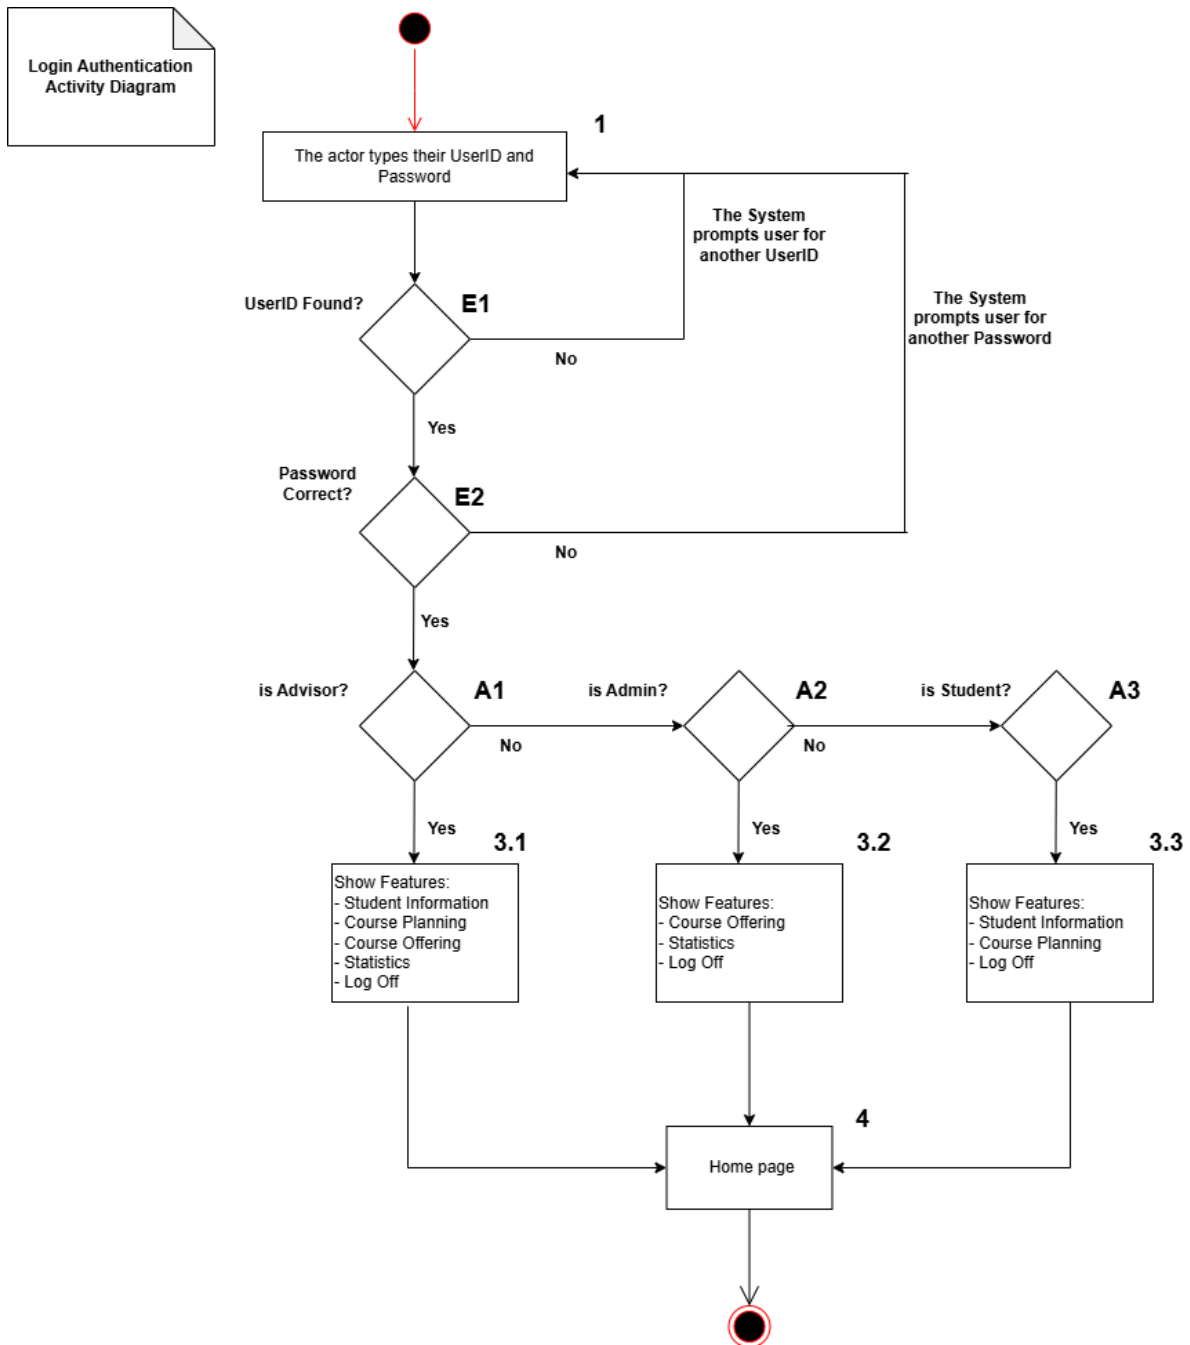 Login Authentication
Activity Diagram
1
The actor types their UserID and
Password
The System
prompts user for
another UserID
UserID Found?
E1
No
The System
prompts user for
another Password
Yes
Password
Correct?
E2
No
Yes
is Advisor?
A1
No
is Admin?
A2
No
is Student?
A3
Yes
3.1
Yes
3.2
Yes
3.3
Show Features:
- Student Information
- Course Planning
- Course Offering
- Statistics
- Log Off
Show Features:
- Course Offering
- Statistics
- Log Off
Show Features:
- Student Information
- Course Planning
- Log Off
4
Home page